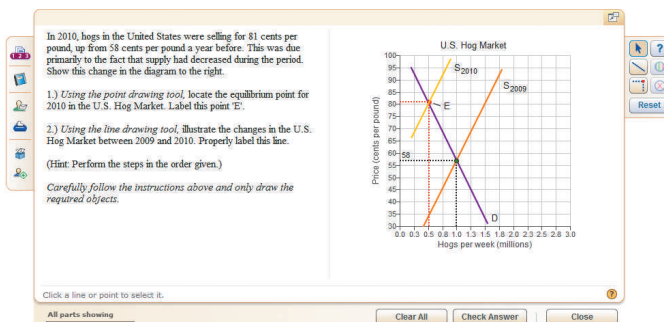 In 2010, hogs in the United States were selling for 81 cents per
pound, up from 58 cents per pound a year before. This was due
primarily to the fact that supply had decreased during the period.
Show this change in the diagram to the right.
1.) Using the point drawing tool, locate the equilibrium point for
2010 in the U.S. Hog Market. Label this point 'E'.
2.) Using the line drawing tool, illustrate the changes in the U.S.
Hog Market between 2009 and 2010. Properly label this line.
(Hint: Perform the steps in the order given.)
Carefully follow the instructions above and only draw the
required objects.
U.S. Hog Market
Price (cents per pound)
100
95
90
85
80
75
70
65
60
55
50
45
40
35
30
58
S2010
S2009
E
D
0.0 0.3 0.5 0.8 1.0 1.3 1.5 1.8 2.0 2.3 2.5 2.8 3.0
Hogs per week (millions)
?
Reset
Click a line or point to select it.
?
All parts showing
Clear All
Check Answer
Close